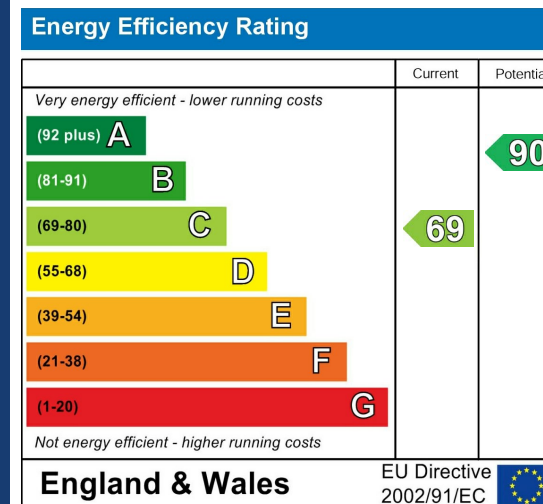 Energy Efficiency Rating
Current
Very energy efficient - lower running costs
(92 plus) A
(81-91) B
90
(69-80) C
69
(55-68) D
(39-54) E
(21-38) F
(1-20) G
Not energy efficient - higher running costs
England & Wales
EU Directive
2002/91/EC